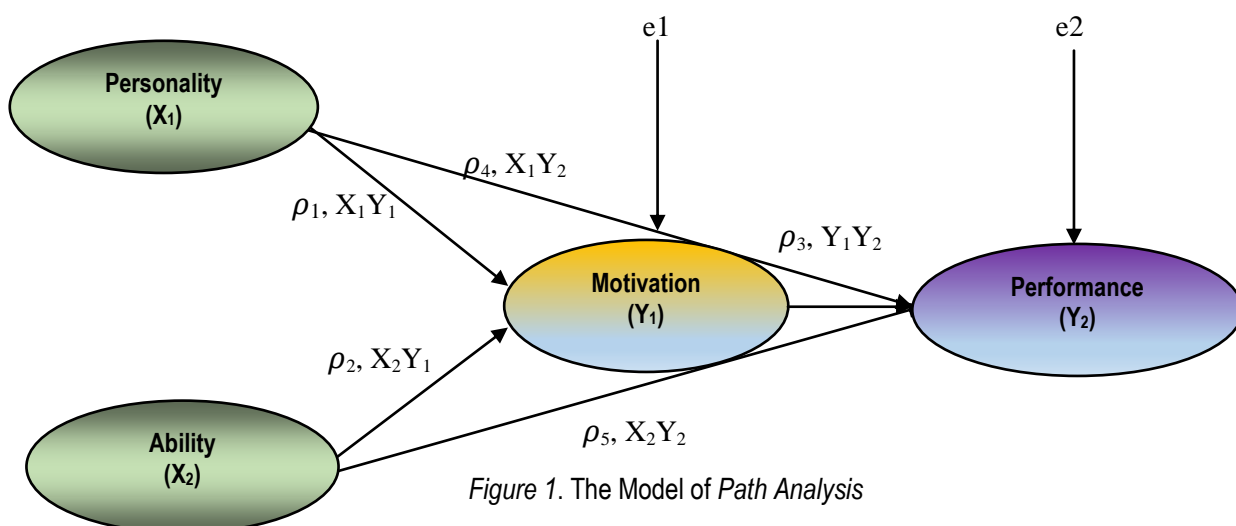 e1
e2
Personality
(X₁)
ρ₄, X₁Y₂
ρ₁, X₁Y₁
ρ₃, Y₁Y₂
Motivation
(Y₁)
Performance
(Y₂)
ρ₂, X₂Y₁
ρ₅, X₂Y₂
Ability
(X₂)
Figure 1. The Model of Path Analysis